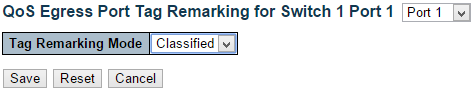 QoS Egress Port Tag Remarking for Switch 1 Port 1 Port 1
Tag Remarking Mode Classified
Save Reset Cancel